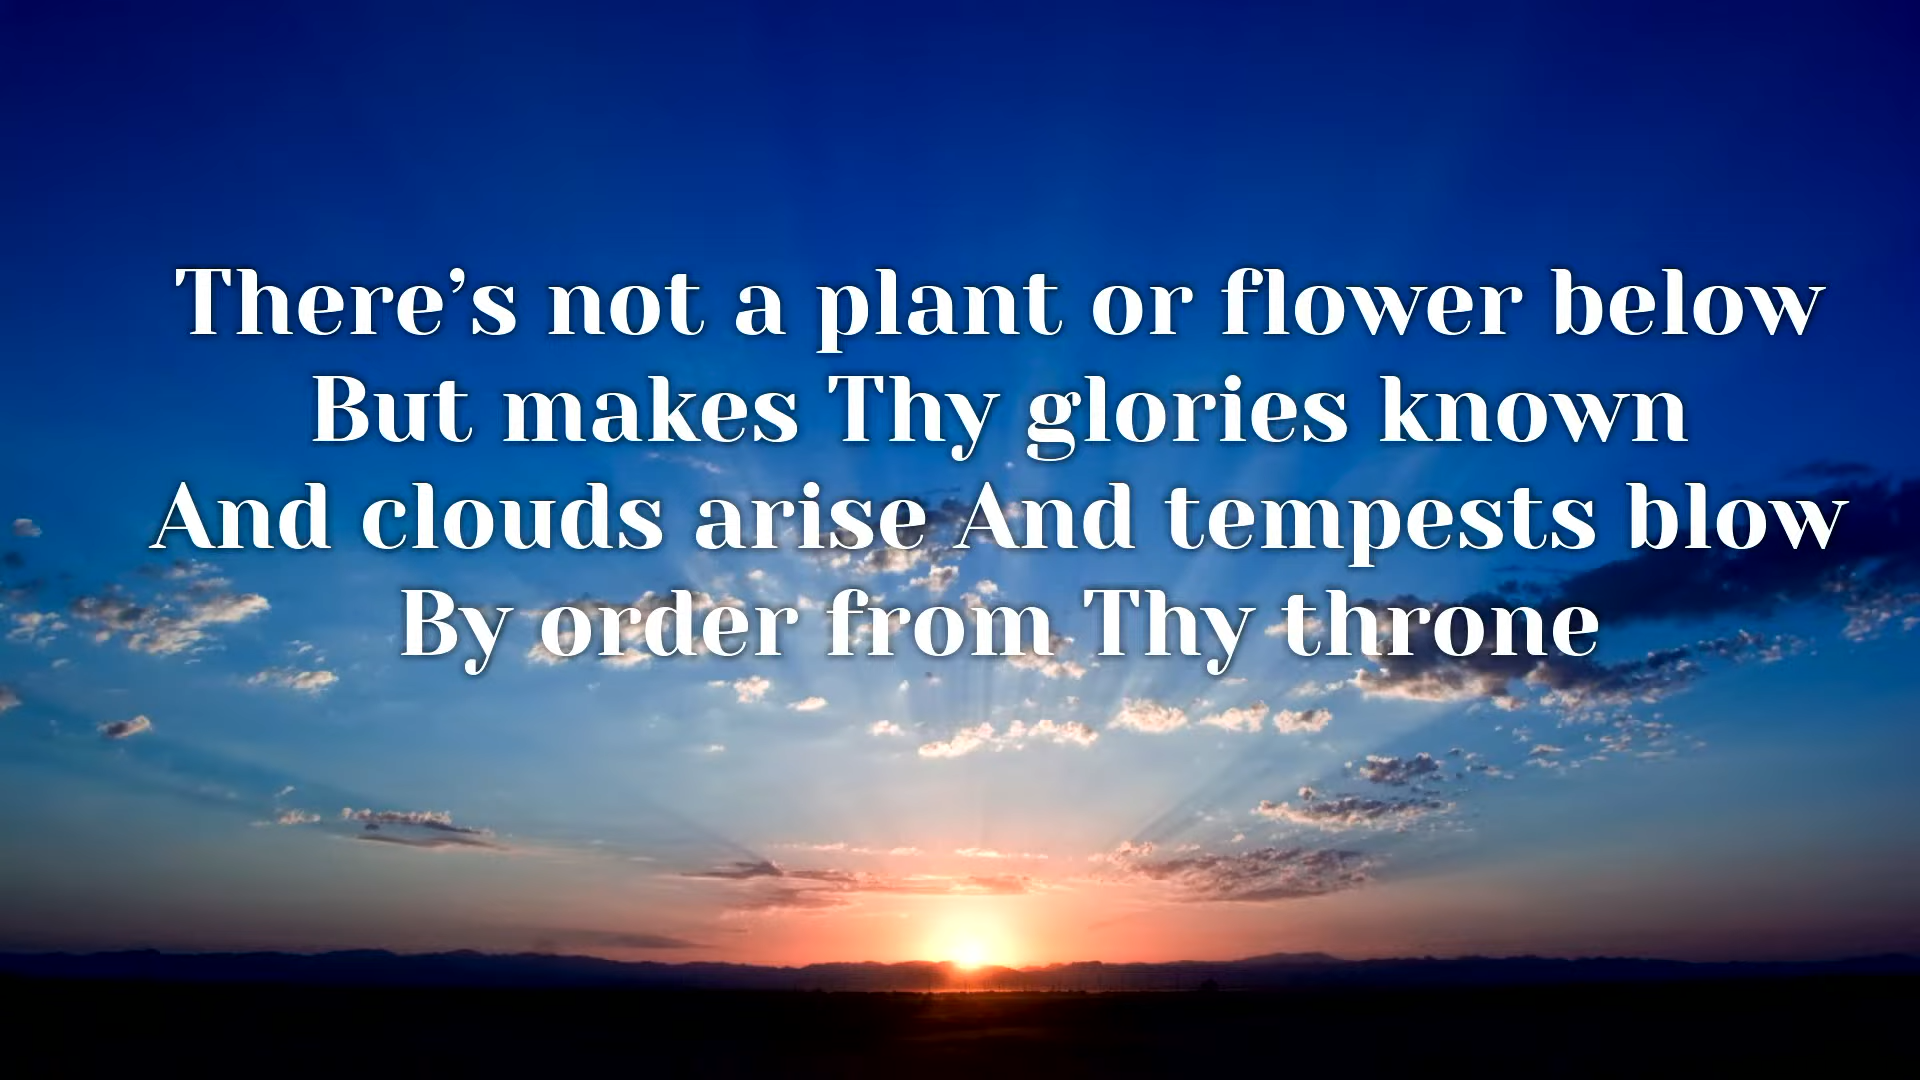 There’s not a plant or flower below
But makes Thy glories known
And clouds arise And tempests blow
By order from Thy throne